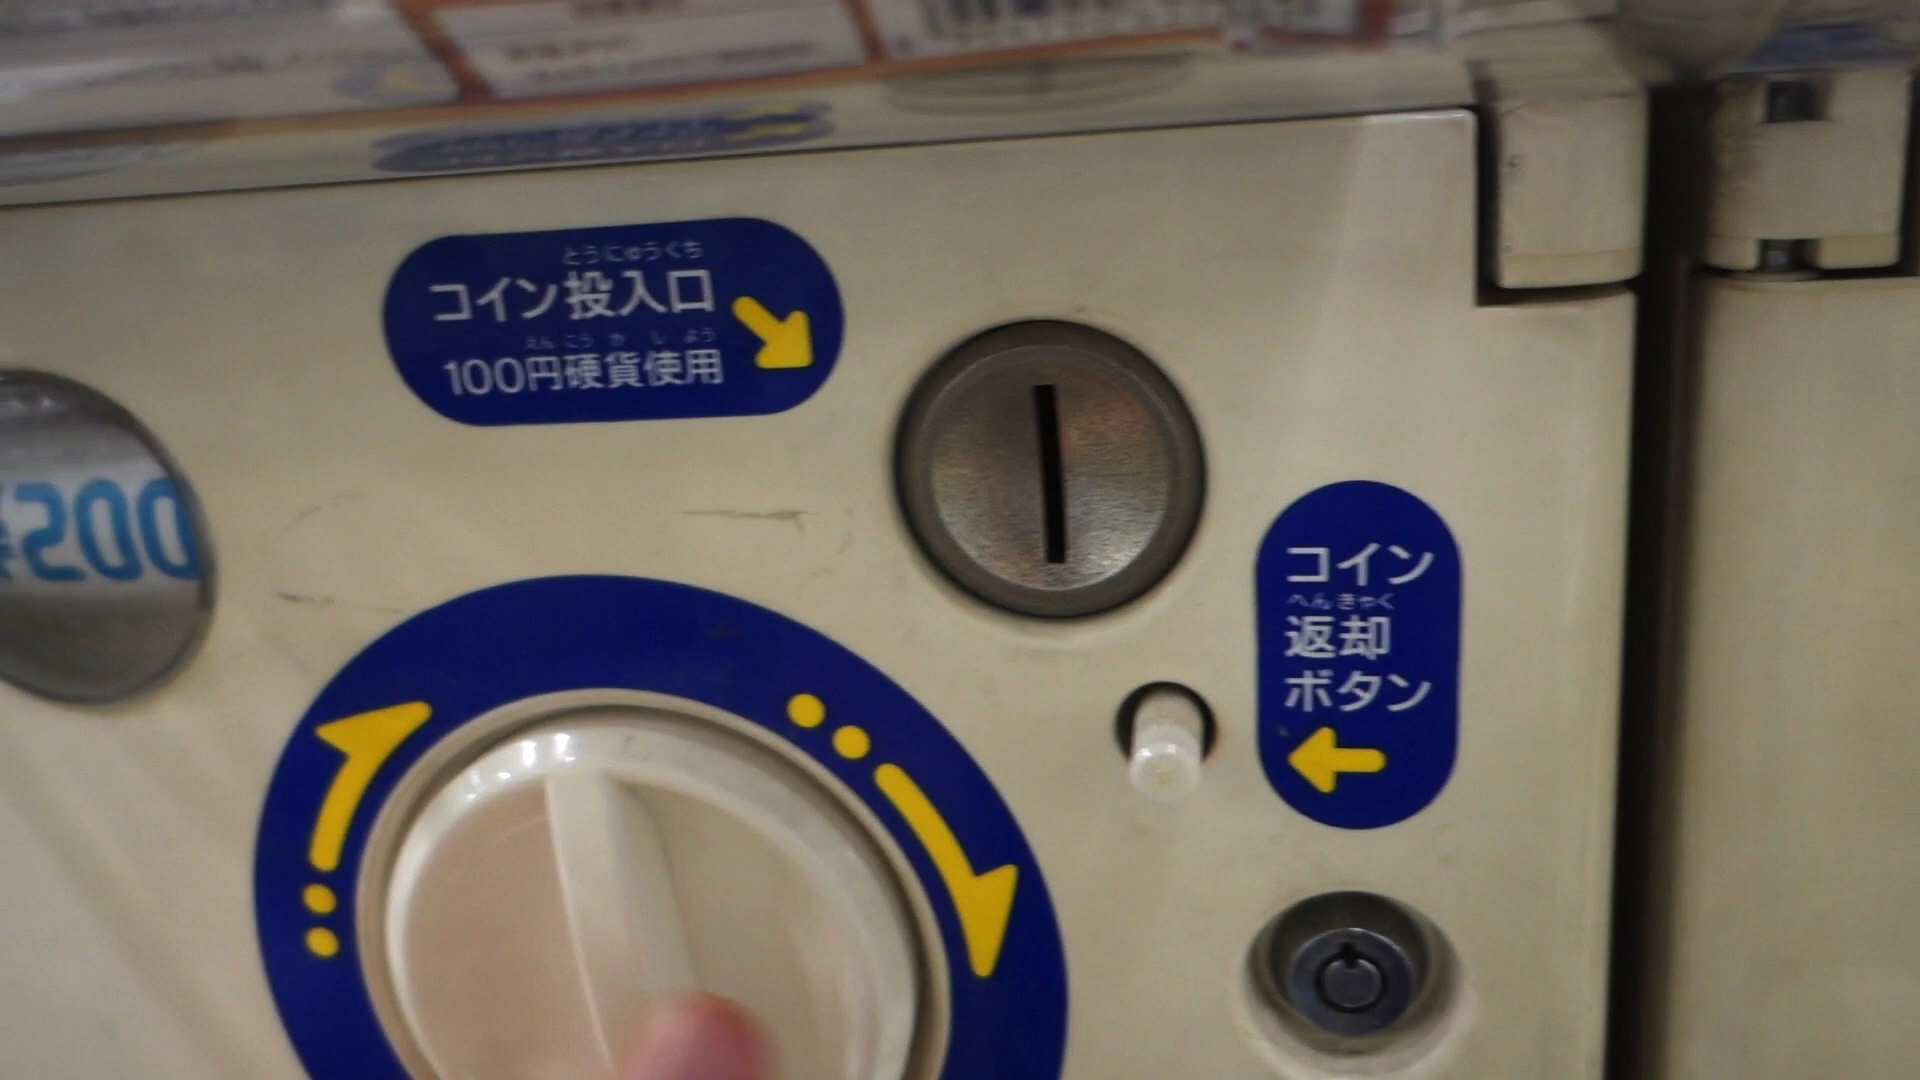 とうにゅうぐち
コイン投入口
えんこうかしよう
100円硬貨使用
¥200
コイン
へんきゃく
返却
ボタン